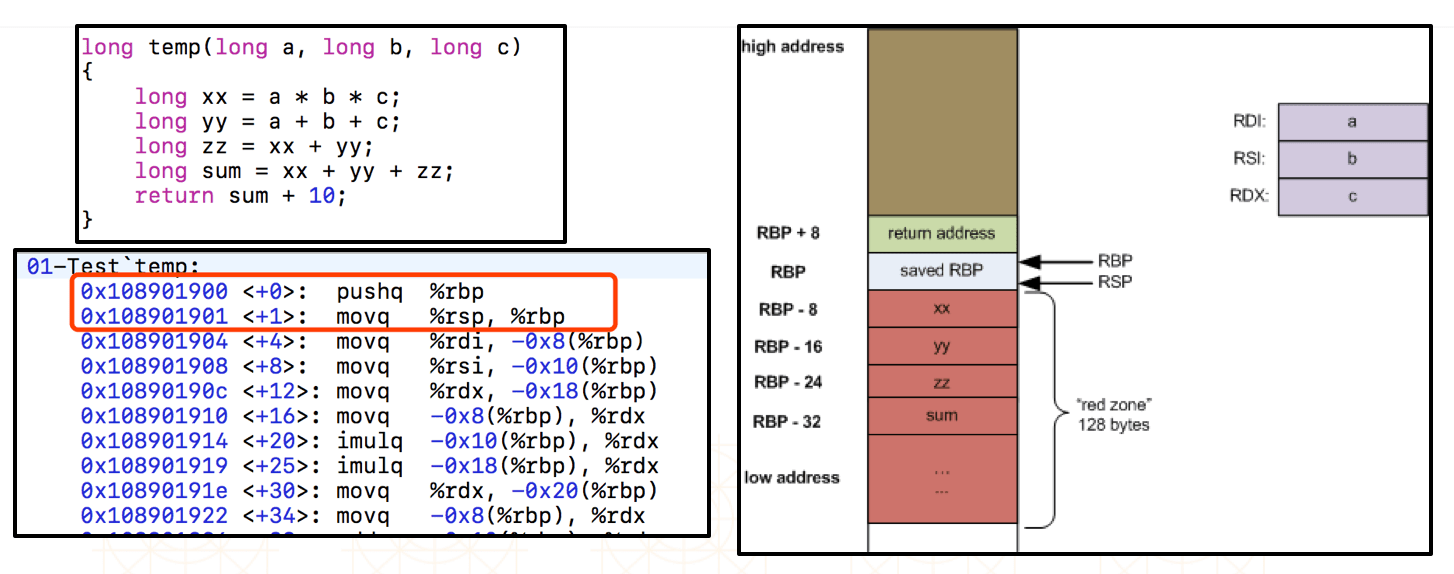 long temp(long a, long b, long c)
{
    long xx = a * b * c;
    long yy = a + b + c;
    long zz = xx + yy;
    long sum = xx + yy + zz;
    return sum + 10;
}
01-Test`temp:
0x108901900 <+0>: pushq %rbp
0x108901901 <+1>: movq %rsp, %rbp
0x108901904 <+4>: movq %rdi, -0x8(%rbp)
0x108901908 <+8>: movq %rsi, -0x10(%rbp)
0x10890190c <+12>: movq %rdx, -0x18(%rbp)
0x108901910 <+16>: movq -0x8(%rbp), %rdx
0x108901914 <+20>: imulq -0x10(%rbp), %rdx
0x108901919 <+25>: imulq -0x18(%rbp), %rdx
0x10890191e <+30>: movq %rdx, -0x20(%rbp)
0x108901922 <+34>: movq -0x8(%rbp), %rdx
high address
RDI: a
RSI: b
RDX: c
RBP + 8 return address
RBP saved RBP
RBP
RSP
RBP - 8 xx
RBP - 16 yy
RBP - 24 zz
RBP - 32 sum
"red zone"
128 bytes
low address
...
...